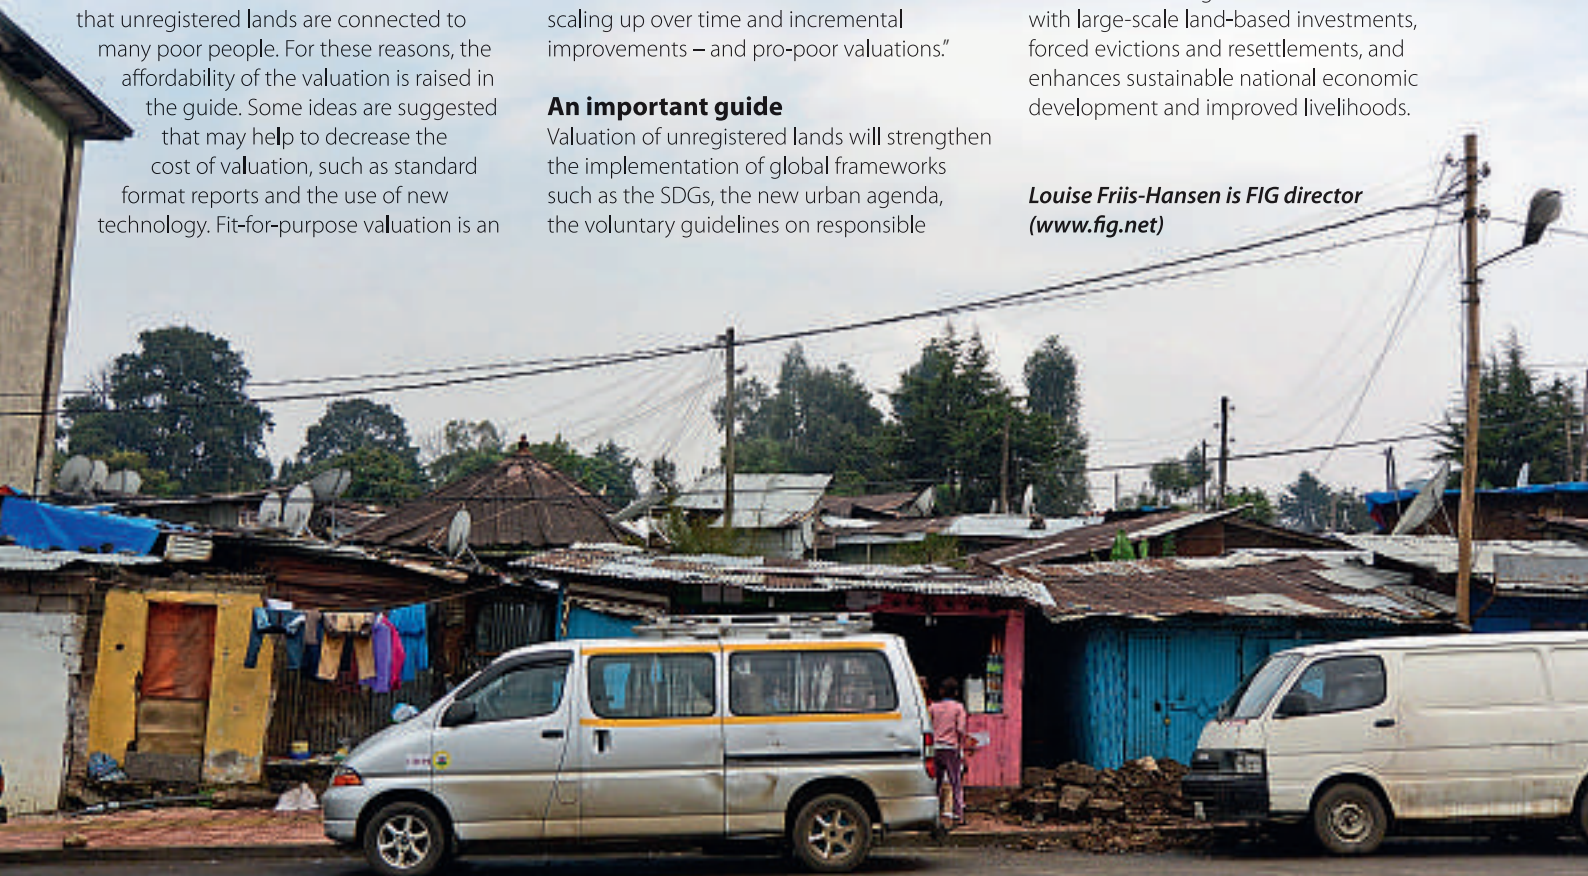 that unregistered lands are connected to
many poor people. For these reasons, the
affordability of the valuation is raised in
the guide. Some ideas are suggested
that may help to decrease the
cost of valuation, such as standard
format reports and the use of new
technology. Fit-for-purpose valuation is an
scaling up over time and incremental
improvements – and pro-poor valuations.”
An important guide
Valuation of unregistered lands will strengthen
the implementation of global frameworks
such as the SDGs, the new urban agenda,
the voluntary guidelines on responsible
with large-scale land-based investments,
forced evictions and resettlements, and
enhances sustainable national economic
development and improved livelihoods.
Louise Friis-Hansen is FIG director
(www.fig.net)